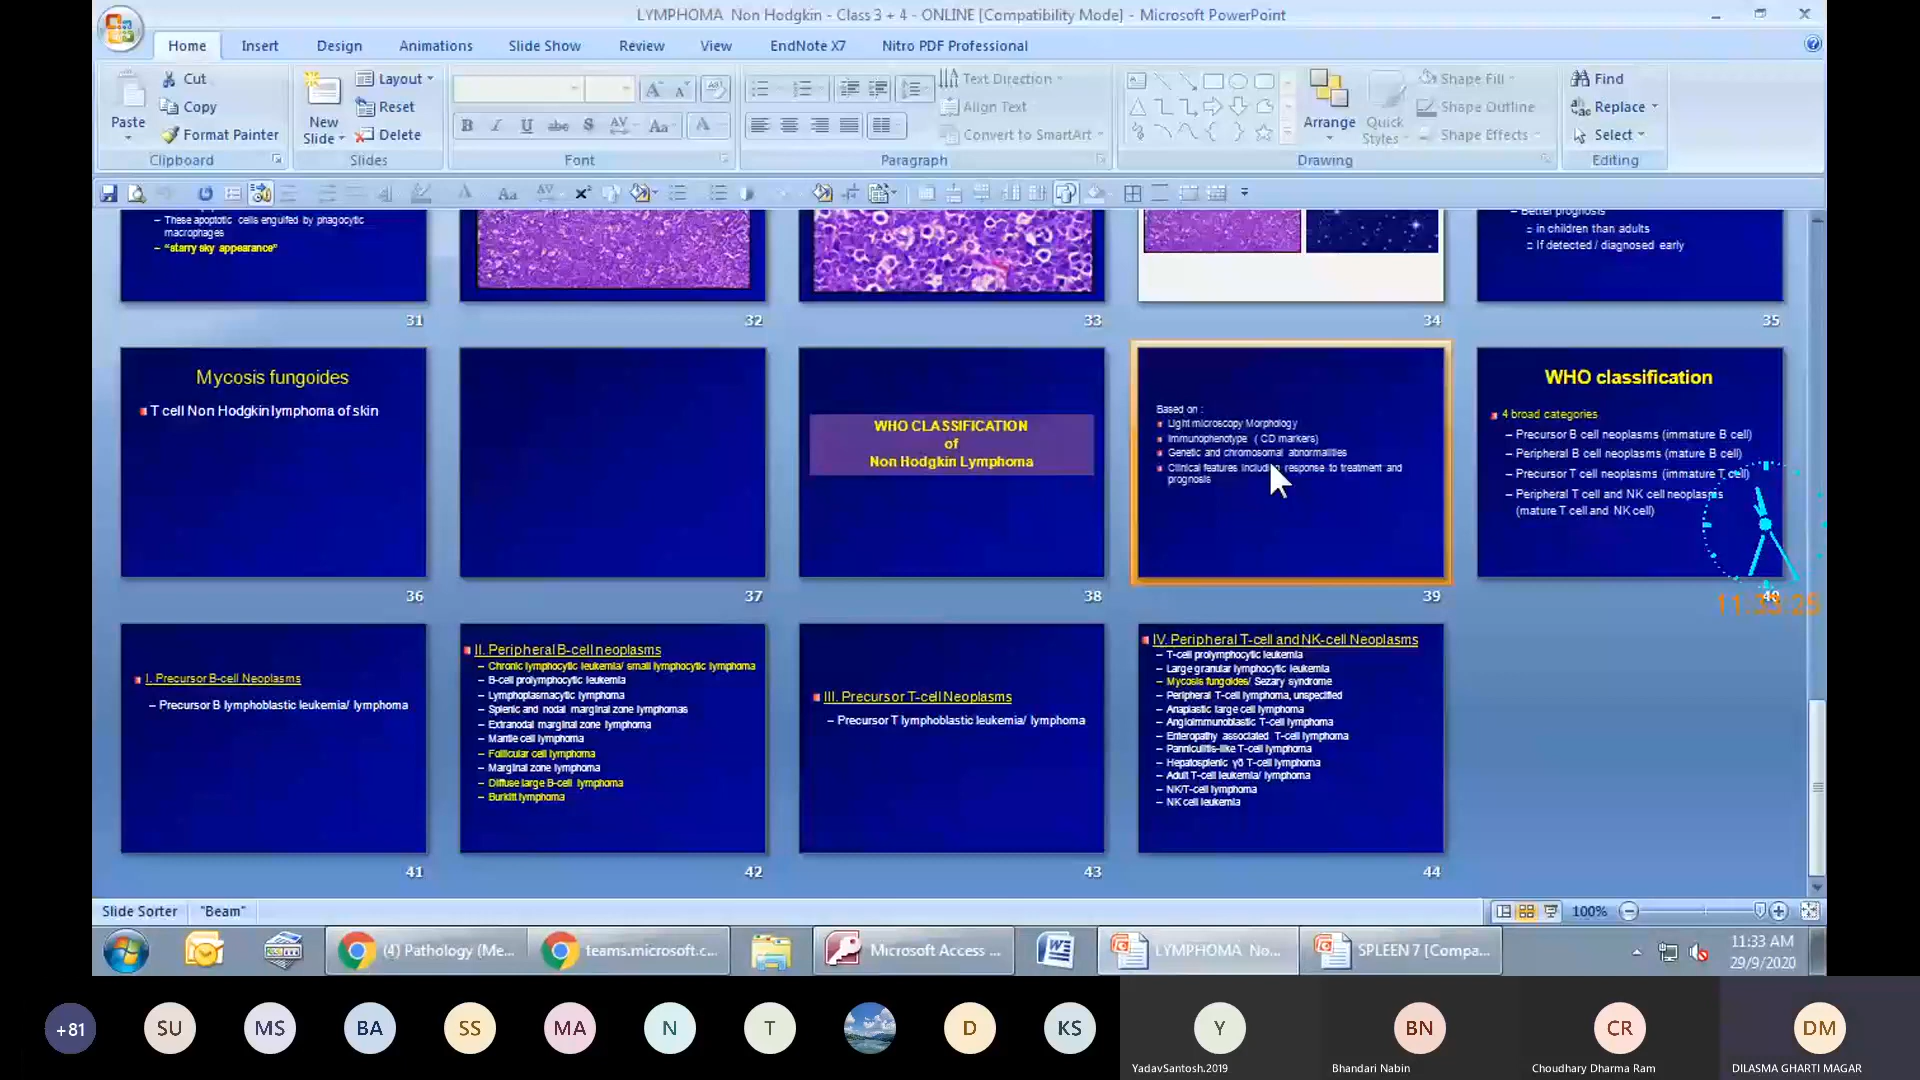 LYMPHOMA Non Hodgkin - Class 3 + 4 - ONLINE [Compatibility Mode] - Microsoft PowerPoint
Home Insert Design Animations Slide Show Review View EndNote X7 Nitro PDF Professional
Paste
Cut
Copy
Format Painter
Clipboard
New Slide
Layout
Reset
Delete
Slides
Font
Text Direction
Align Text
Convert to SmartArt
Paragraph
Arrange
Quick Styles
Shape Fill
Shape Outline
Shape Effects
Drawing
Find
Replace
Select
Editing
– These apoptotic cells engulfed by phagocytic
macrophages
– "starry sky appearance"
31
32
33
34
– Better prognosis
in children than adults
If detected / diagnosed early
35
Mycosis fungoides
T cell Non Hodgkin lymphoma of skin
36
37
WHO CLASSIFICATION
of
Non Hodgkin Lymphoma
38
Based on :
Light microscopy Morphology
Immunophenotype ( CD markers)
Genetic and chromosomal abnormalities
Clinical features including response to treatment and
prognosis
39
WHO classification
4 broad categories
– Precursor B cell neoplasms (immature B cell)
– Peripheral B cell neoplasms (mature B cell)
– Precursor T cell neoplasms (immature T cell)
– Peripheral T cell and NK cell neoplasms
(mature T cell and NK cell)
40
I. Precursor B-cell Neoplasms
– Precursor B lymphoblastic leukemia/ lymphoma
41
II. Peripheral B-cell neoplasms
– Chronic lymphocytic leukemia/ small lymphocytic lymphoma
– B-cell prolymphocytic leukemia
– Lymphoplasmacytic lymphoma
– Splenic and nodal marginal zone lymphomas
– Extranodal marginal zone lymphoma
– Mantle cell lymphoma
– Follicular cell lymphoma
– Marginal zone lymphoma
– Diffuse large B-cell lymphoma
– Burkitt lymphoma
42
III. Precursor T-cell Neoplasms
– Precursor T lymphoblastic leukemia/ lymphoma
43
IV. Peripheral T-cell and NK-cell Neoplasms
– T-cell prolymphocytic leukemia
– Large granular lymphocytic leukemia
– Mycosis fungoides/ Sezary syndrome
– Peripheral T-cell lymphoma, unspecified
– Anaplastic large cell lymphoma
– Angioimmunoblastic T-cell lymphoma
– Enteropathy associated T-cell lymphoma
– Panniculitis-like T-cell lymphoma
– Hepatosplenic γδ T-cell lymphoma
– Adult T-cell leukemia/ lymphoma
– NK/T-cell lymphoma
– NK cell leukemia
44
Slide Sorter "Beam" 100%
(4) Pathology (Me... teams.microsoft.c... Microsoft Access ... LYMPHOMA No... SPLEEN 7 [Compa...
11:33 AM
29/9/2020
+81 SU MS BA SS MA N T D KS Y BN CR DM
YadavSantosh.2019 Bhandari Nabin Choudhary Dharma Ram DILASMA GHARTI MAGAR